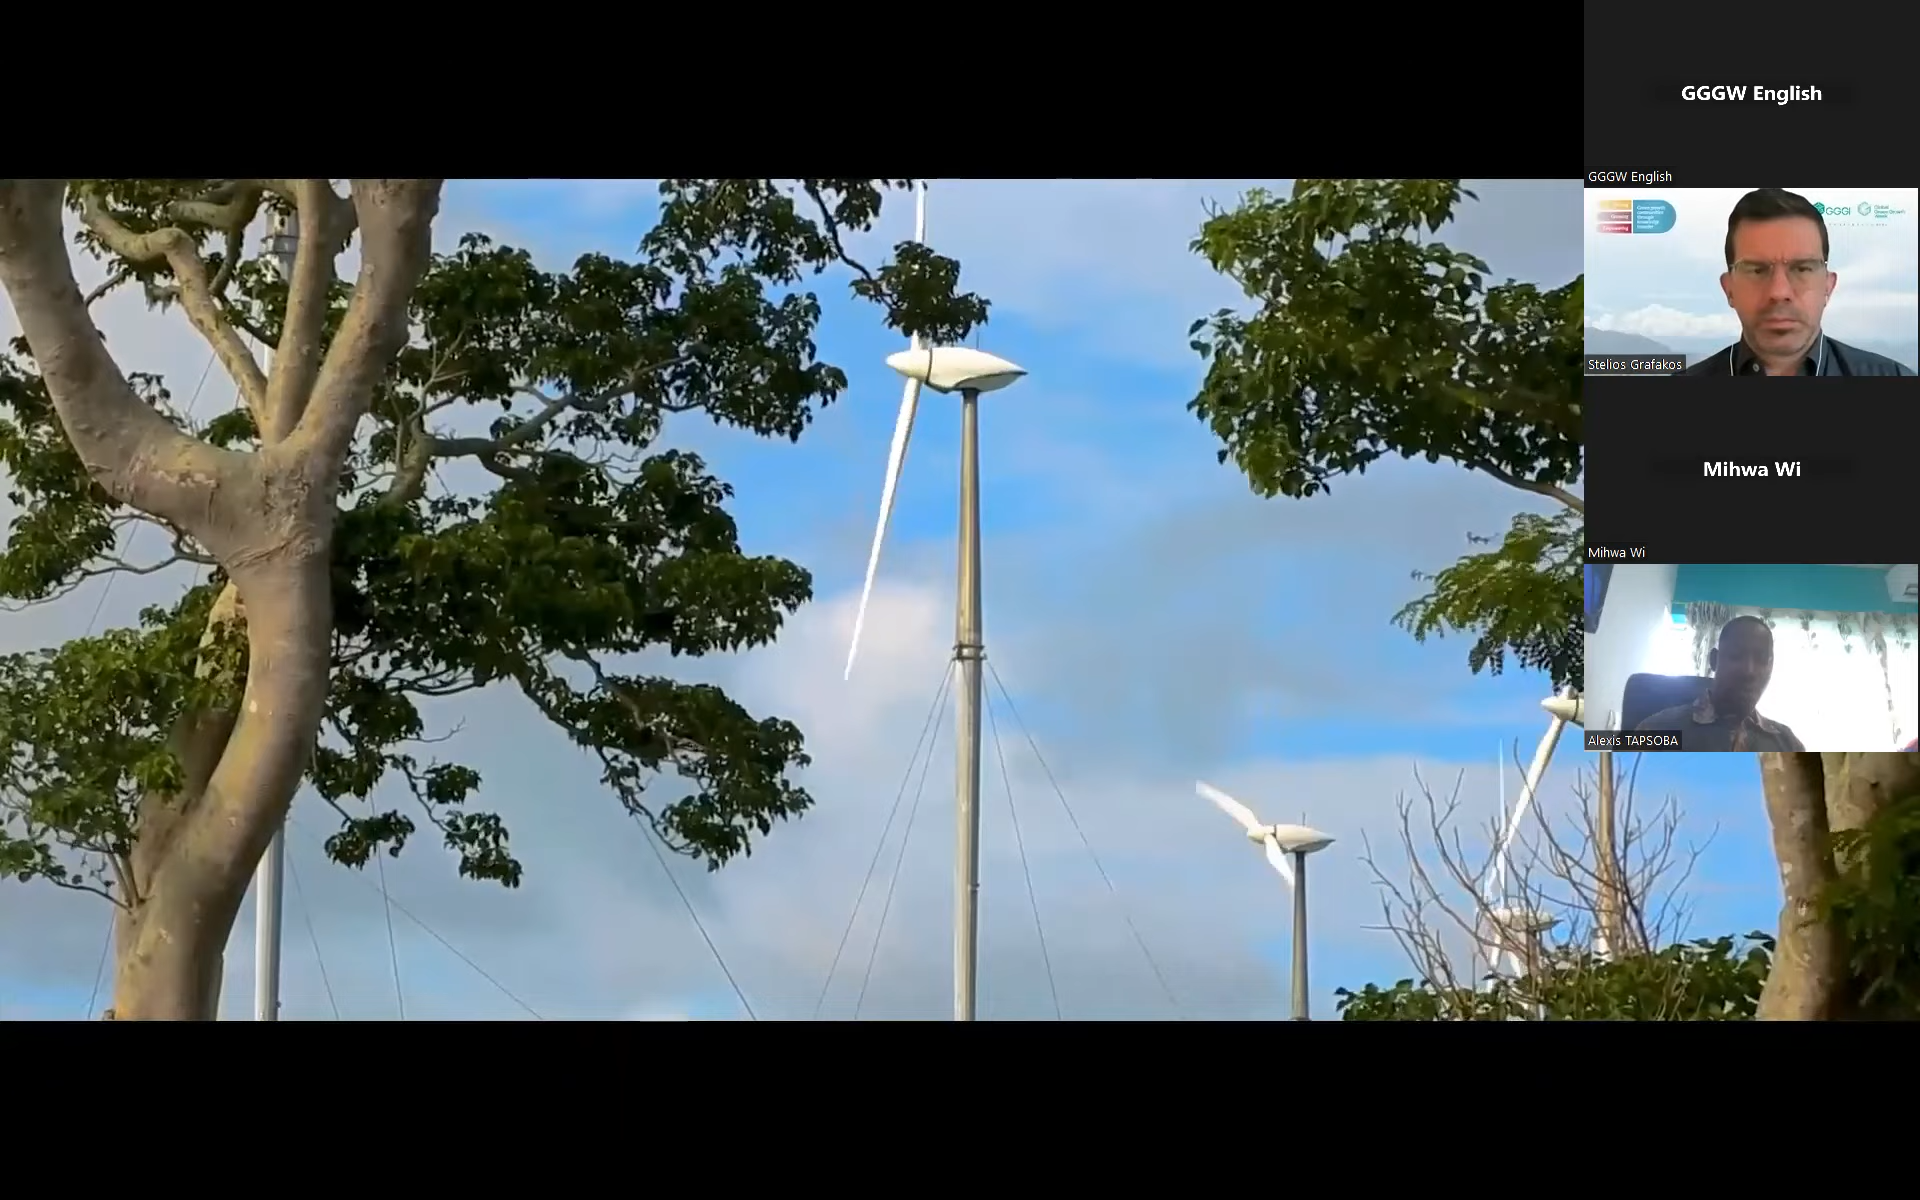 GGGW English
GGGW English
GGGI
Stelios Grafakos
Mihwa Wi
Mihwa Wi
Alexis TAPSOBA